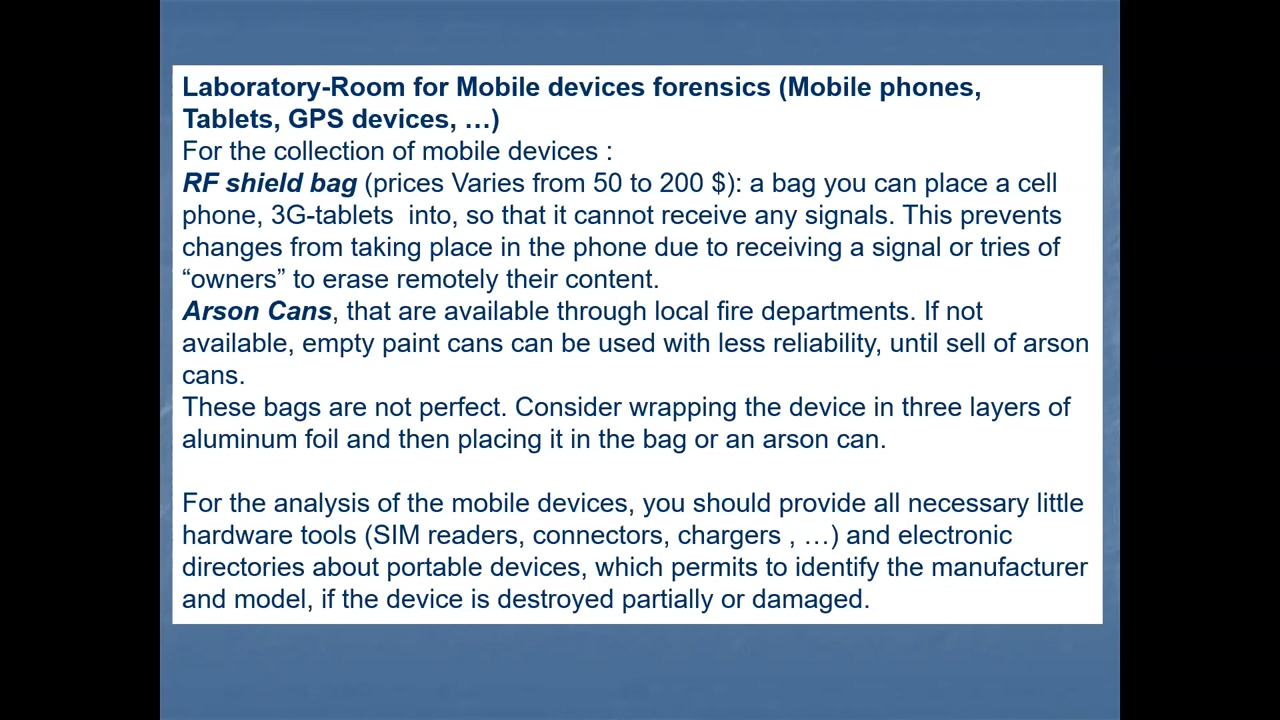 Laboratory-Room for Mobile devices forensics (Mobile phones,
Tablets, GPS devices, …)
For the collection of mobile devices :
RF shield bag (prices Varies from 50 to 200 $): a bag you can place a cell
phone, 3G-tablets  into, so that it cannot receive any signals. This prevents
changes from taking place in the phone due to receiving a signal or tries of
“owners” to erase remotely their content.
Arson Cans, that are available through local fire departments. If not
available, empty paint cans can be used with less reliability, until sell of arson
cans.
These bags are not perfect. Consider wrapping the device in three layers of
aluminum foil and then placing it in the bag or an arson can.
For the analysis of the mobile devices, you should provide all necessary little
hardware tools (SIM readers, connectors, chargers , …) and electronic
directories about portable devices, which permits to identify the manufacturer
and model, if the device is destroyed partially or damaged.